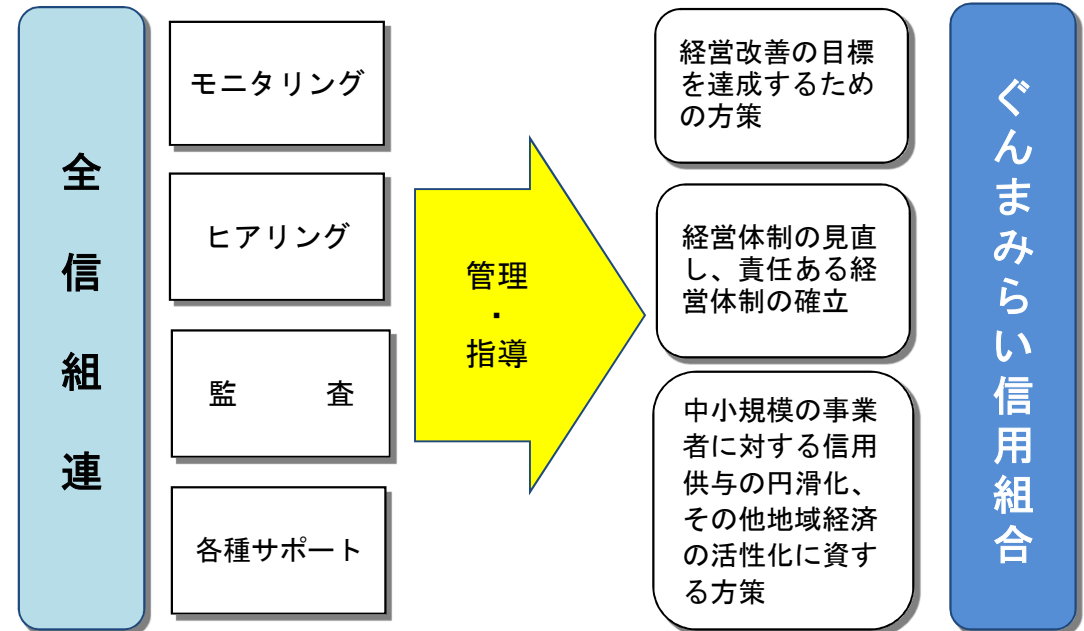 全信組連
モニタリング
ヒアリング
監　　　査
各種サポート
管理
・
指導
経営改善の目標
を達成するため
の方策
経営体制の見直
し、責任ある経
営体制の確立
中小規模の事業
者に対する信用
供与の円滑化、
その他地域経済
の活性化に資す
る方策
ぐんまみらい信用組合